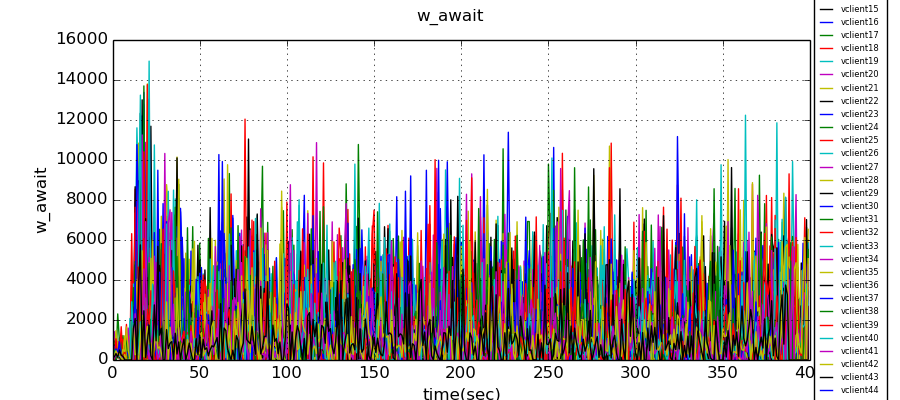 w_await
16000
14000
12000
10000
8000
6000
4000
2000
0
w_await
0 50 100 150 200 250 300 350 40
time(sec)
vclient15
vclient16
vclient17
vclient18
vclient19
vclient20
vclient21
vclient22
vclient23
vclient24
vclient25
vclient26
vclient27
vclient28
vclient29
vclient30
vclient31
vclient32
vclient33
vclient34
vclient35
vclient36
vclient37
vclient38
vclient39
vclient40
vclient41
vclient42
vclient43
vclient44